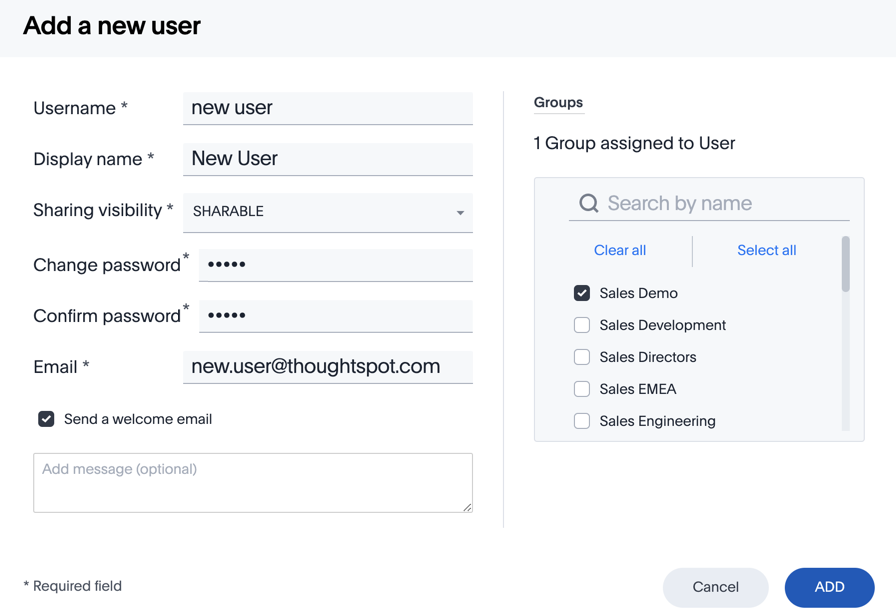 Add a new user
Username * new user
Display name * New User
Sharing visibility * SHARABLE
Change password* •••••
Confirm password* •••••
Email * new.user@thoughtspot.com
Send a welcome email
Add message (optional)
Groups
1 Group assigned to User
Search by name
Clear all Select all
Sales Demo
Sales Development
Sales Directors
Sales EMEA
Sales Engineering
* Required field
Cancel ADD